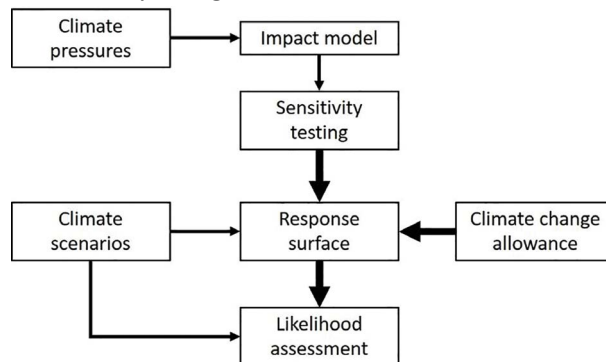 Climate
pressures
Impact model
Sensitivity
testing
Climate
scenarios
Response
surface
Climate change
allowance
Likelihood
assessment